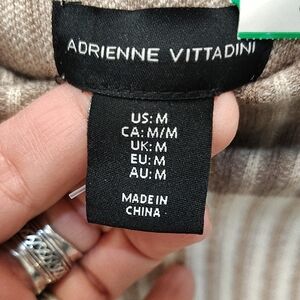 ADRIENNE VITTADINI
US: M
CA: M/M
UK: M
EU: M
AU: M
MADE IN
CHINA